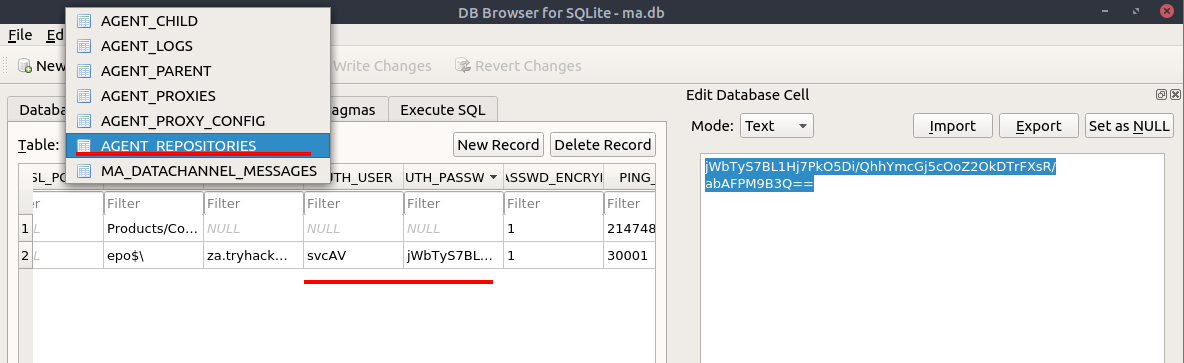 DB Browser for SQLite - ma.db
File Ed
AGENT_CHILD
AGENT_LOGS
AGENT_PARENT
AGENT_PROXIES
AGENT_PROXY_CONFIG
AGENT_REPOSITORIES
MA_DATACHANNEL_MESSAGES
New Write Changes Revert Changes
Databa agmas Execute SQL
Table: New Record Delete Record
GL_PO UTH_USER UTH_PASSW ASSWD_ENCRYI PING_
er Filter Filter Filter Filter Filter Filter
1 LL Products/Co... NULL NULL NULL 1 214748
2 LL epo$\ za.tryhack... svcAV jWbTyS7BL... 1 30001
Edit Database Cell
Mode: Text Import Export Set as NULL
jWbTyS7BL1Hj7PkO5Di/QhhYmcGj5cOoZ2OkDTrFXsR/
abAFPM9B3Q==